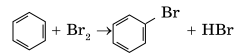 + Br₂ → Br + HBr